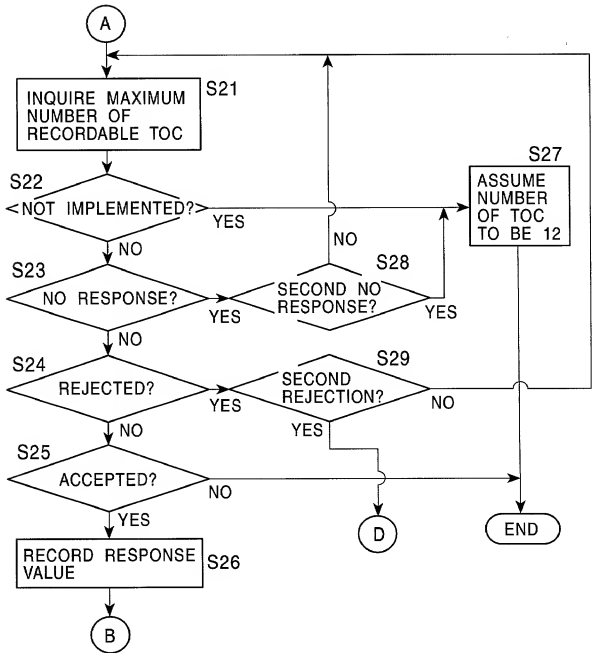 A
S21
INQUIRE MAXIMUM
NUMBER OF
RECORDABLE TOC
S22
NOT IMPLEMENTED?
YES
NO
S27
ASSUME
NUMBER
OF TOC
TO BE 12
S23
NO RESPONSE?
YES
NO
S28
NO
SECOND NO
RESPONSE?
YES
S24
REJECTED?
YES
NO
S29
SECOND
REJECTION?
NO
YES
S25
ACCEPTED?
NO
YES
D
END
RECORD RESPONSE
VALUE
S26
B